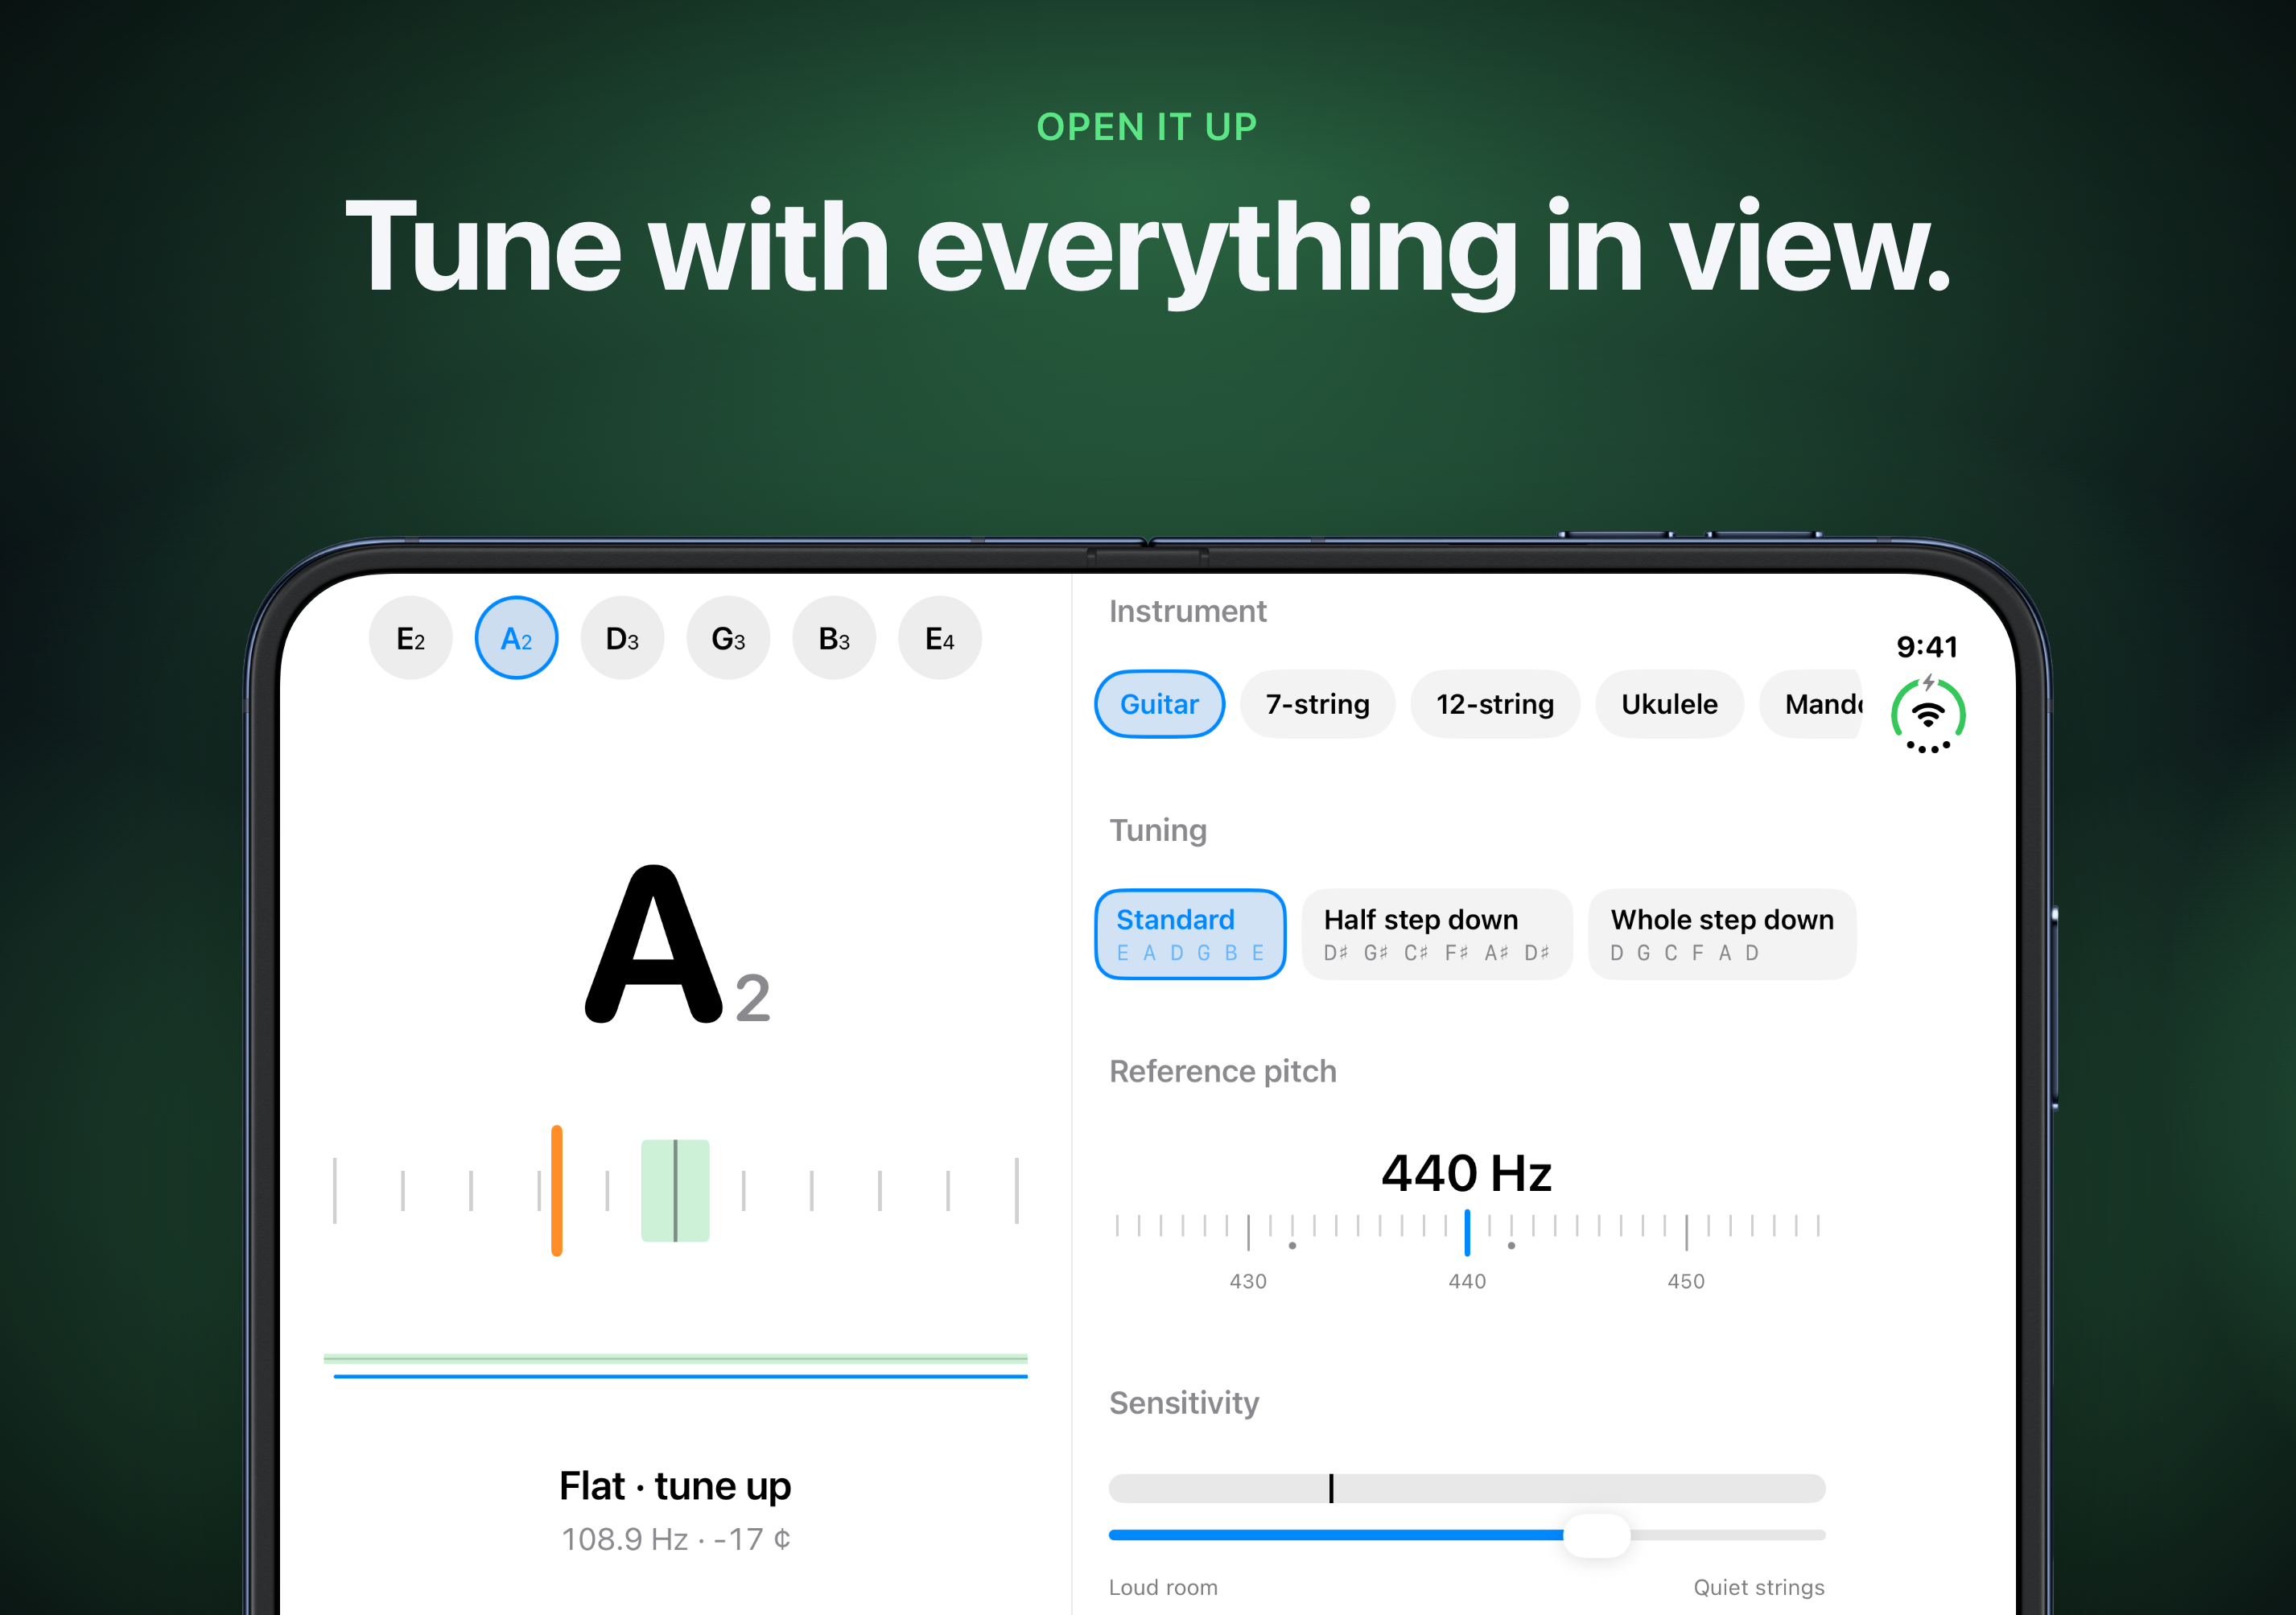 OPEN IT UP
Tune with everything in view.
E2 A2 D3 G3 B3 E4
A2
Flat · tune up
108.9 Hz · -17 ¢
Instrument
9:41
Guitar 7-string 12-string Ukulele Mando
Tuning
Standard
E A D G B E
Half step down
D♯ G♯ C♯ F♯ A♯ D♯
Whole step down
D G C F A D
Reference pitch
440 Hz
430 440 450
Sensitivity
Loud room Quiet strings